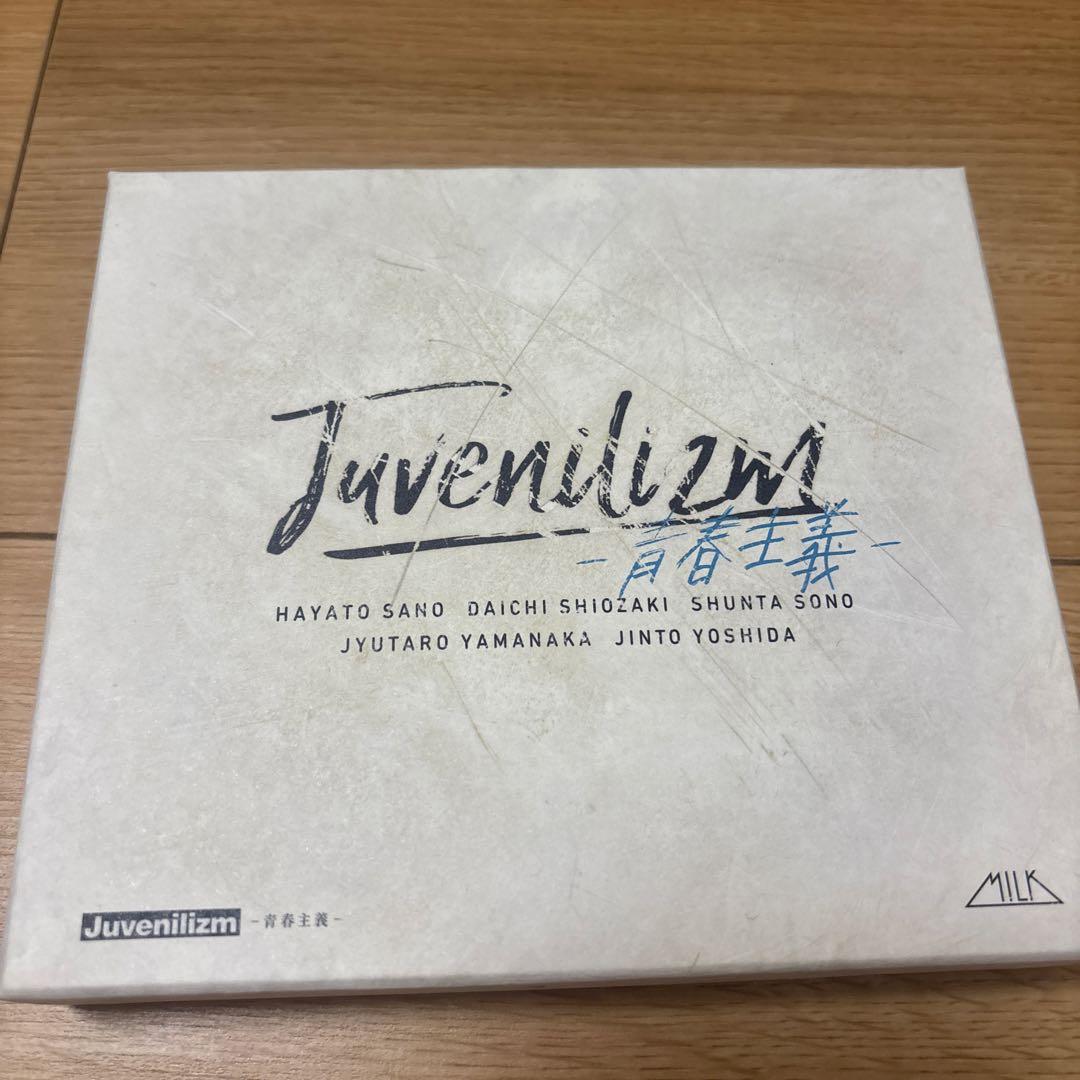 Juvenilizm
-青春主義-
HAYATO SANO DAICHI SHIOZAKI SHUNTA SONO
JYUTARO YAMANAKA JINTO YOSHIDA
Juvenilizm -青春主義-
M!LK